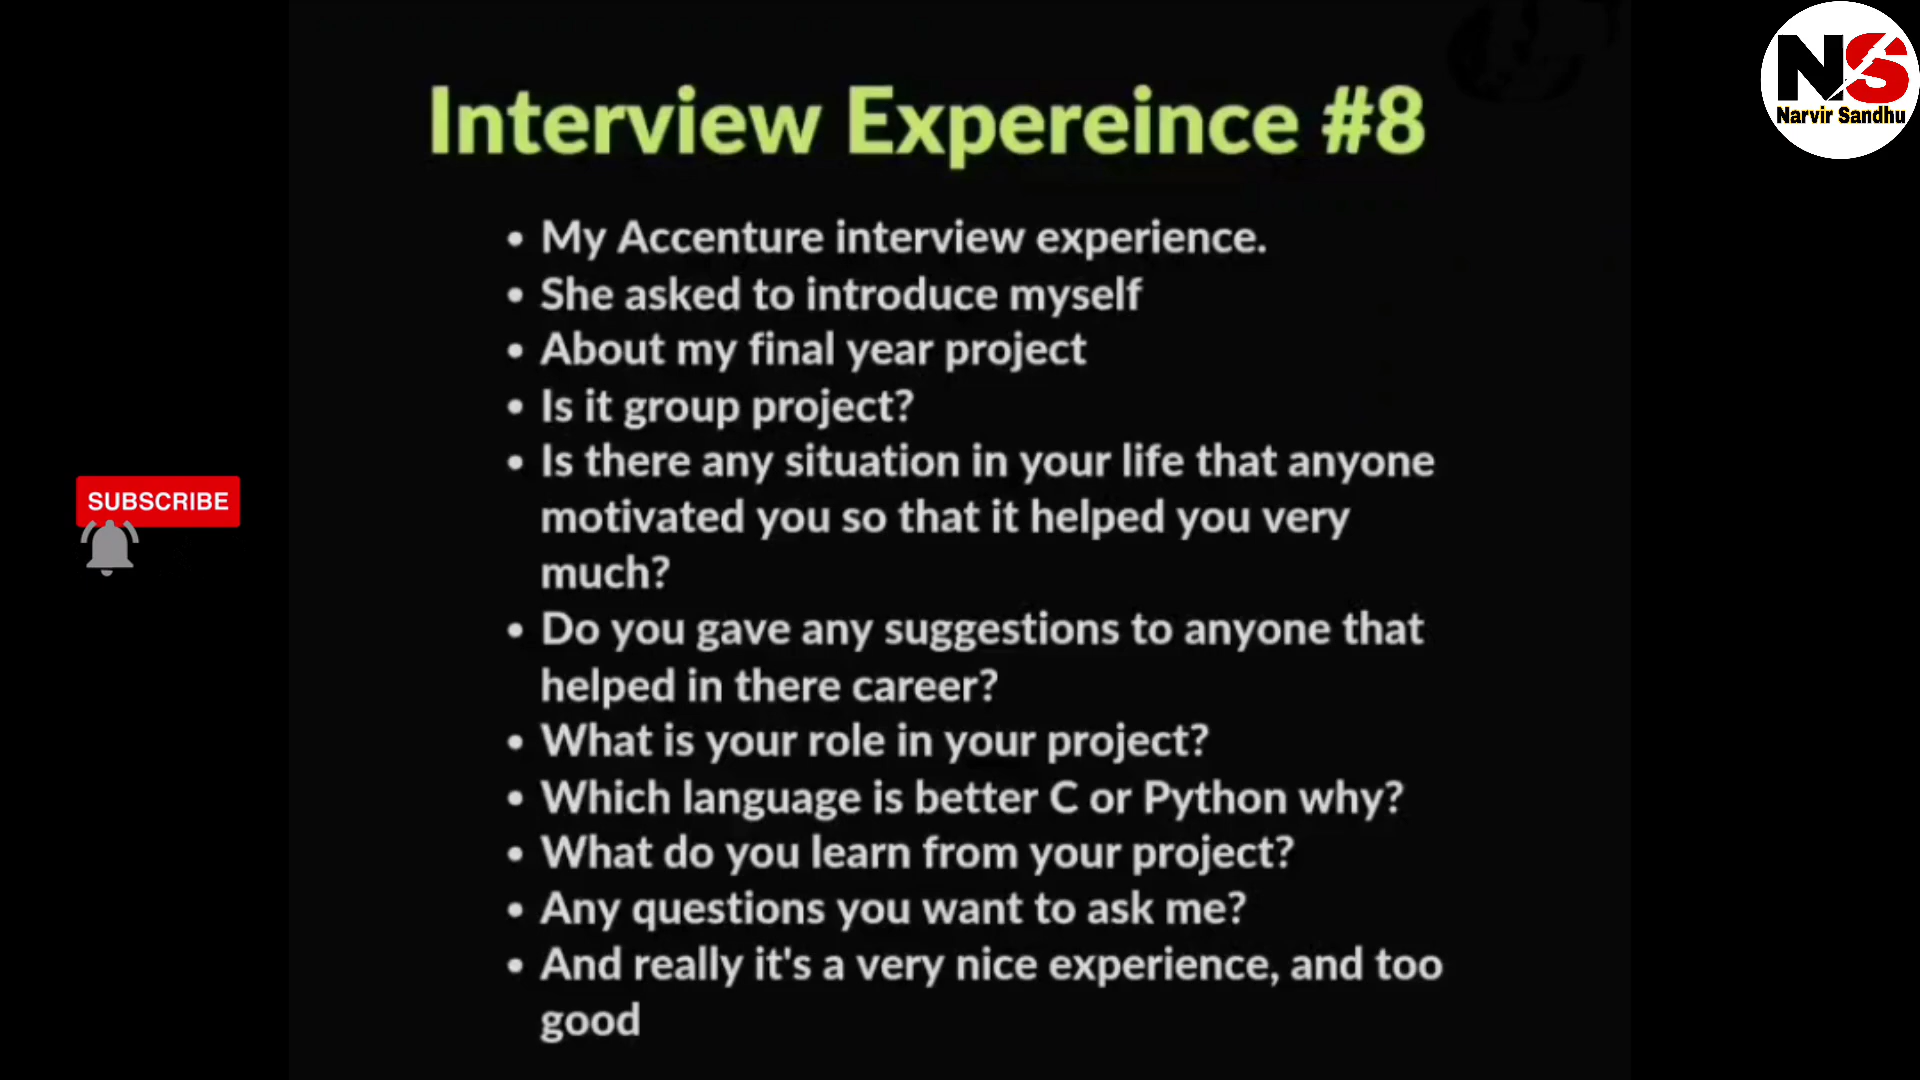 Interview Expereince #8
NS
Narvir Sandhu
• My Accenture interview experience.
• She asked to introduce myself
• About my final year project
• Is it group project?
• Is there any situation in your life that anyone
motivated you so that it helped you very
much?
• Do you gave any suggestions to anyone that
helped in there career?
• What is your role in your project?
• Which language is better C or Python why?
• What do you learn from your project?
• Any questions you want to ask me?
• And really it's a very nice experience, and too
good
SUBSCRIBE